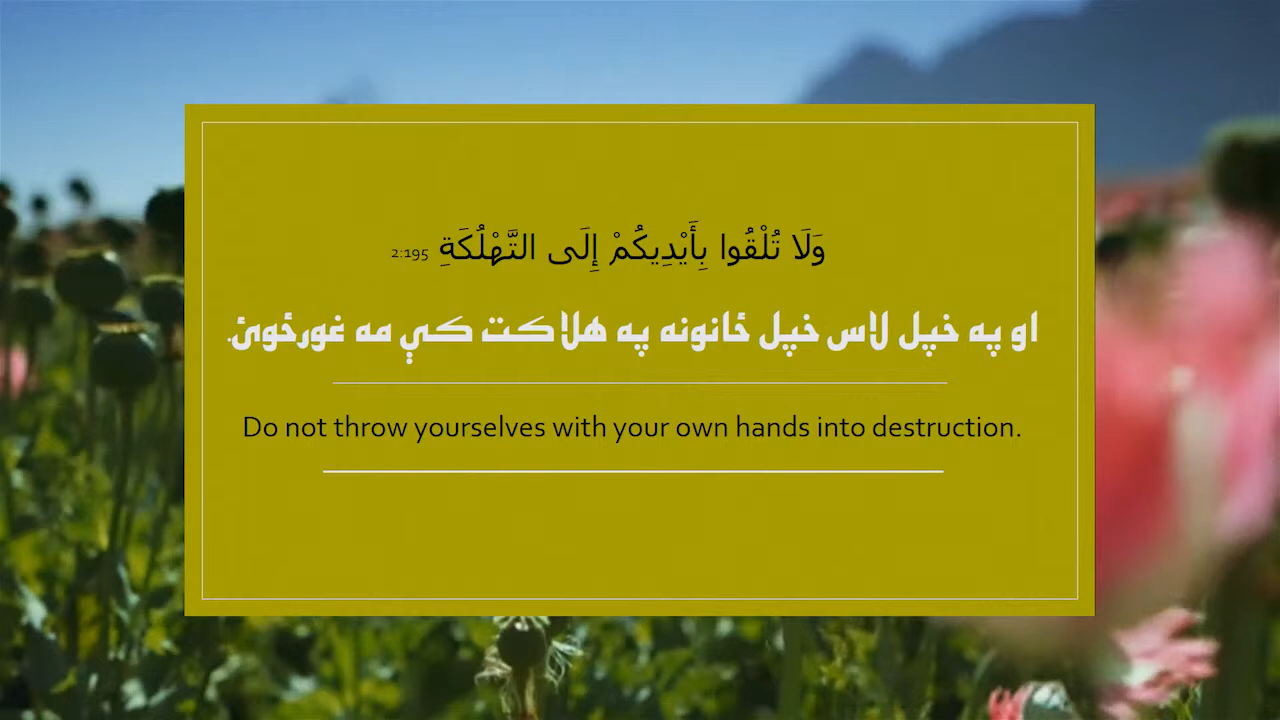 وَلَا تُلْقُوا بِأَيْدِيكُمْ إِلَى التَّهْلُكَةِ 2:195
او په خپل لاس خپل ځانونه په هلاکت کې مه غورځوئ.
Do not throw yourselves with your own hands into destruction.